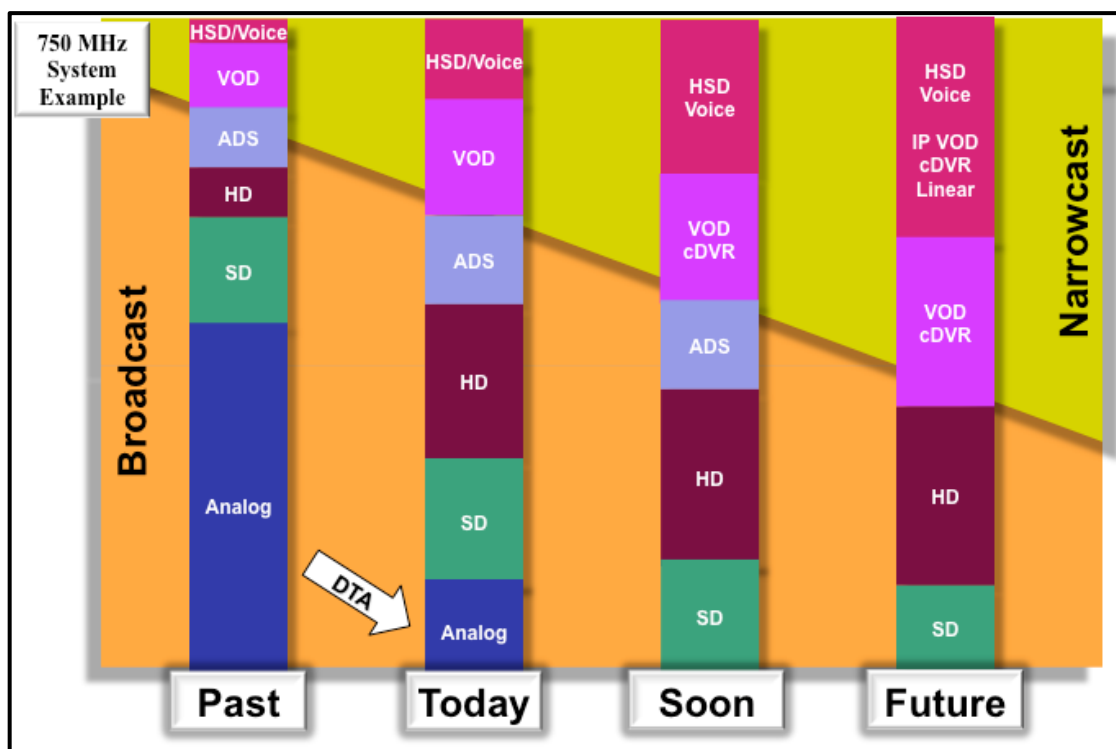 750 MHz
System
Example
Broadcast
Narrowcast
HSD/Voice
VOD
ADS
HD
SD
Analog
DTA
HSD/Voice
VOD
ADS
HD
SD
Analog
HSD
Voice
VOD
cDVR
ADS
HD
SD
HSD
Voice
IP VOD
cDVR
Linear
VOD
cDVR
HD
SD
Past
Today
Soon
Future